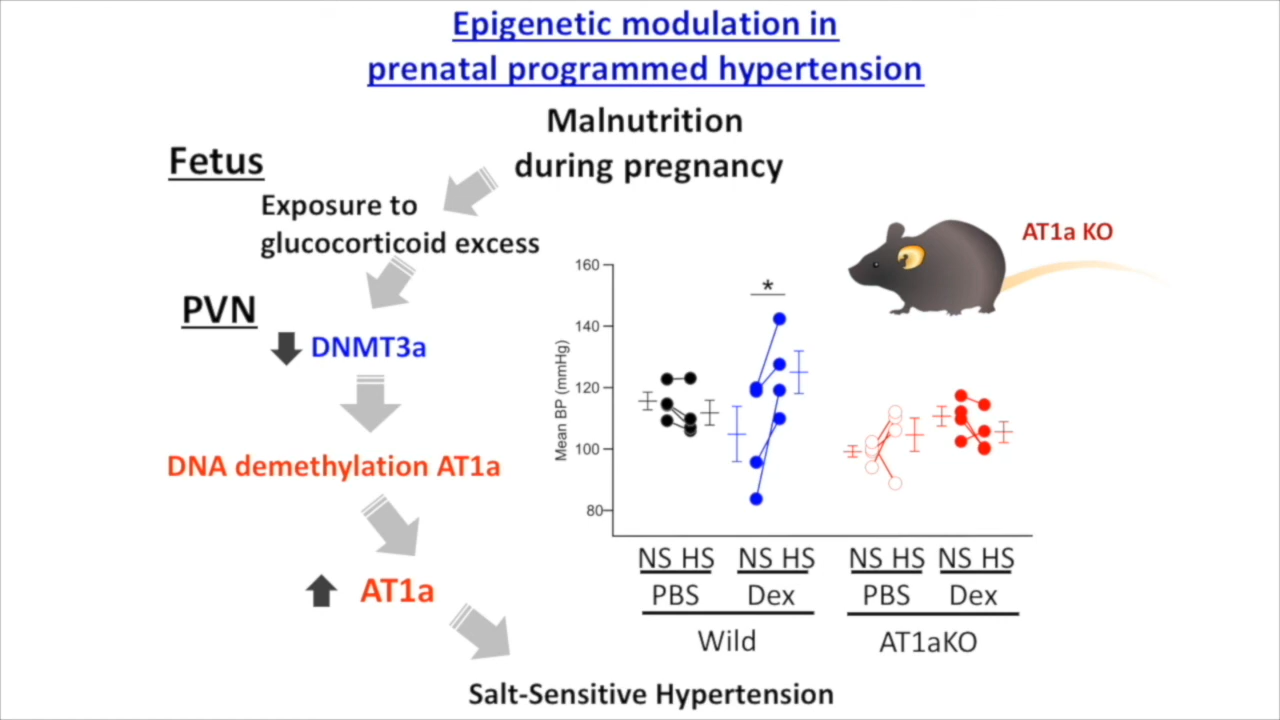 Epigenetic modulation in
prenatal programmed hypertension
Malnutrition
during pregnancy
Fetus
Exposure to
glucocorticoid excess
PVN
DNMT3a
DNA demethylation AT1a
AT1a
Salt-Sensitive Hypertension
AT1a KO
*
160
140
120
100
80
Mean BP (mmHg)
NS HS NS HS NS HS NS HS
PBS Dex PBS Dex
Wild AT1aKO